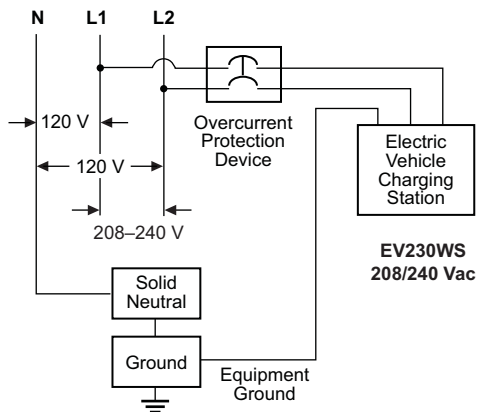 N L1 L2
120 V
120 V
208–240 V
Overcurrent
Protection
Device
Electric
Vehicle
Charging
Station
EV230WS
208/240 Vac
Solid
Neutral
Ground
Equipment
Ground